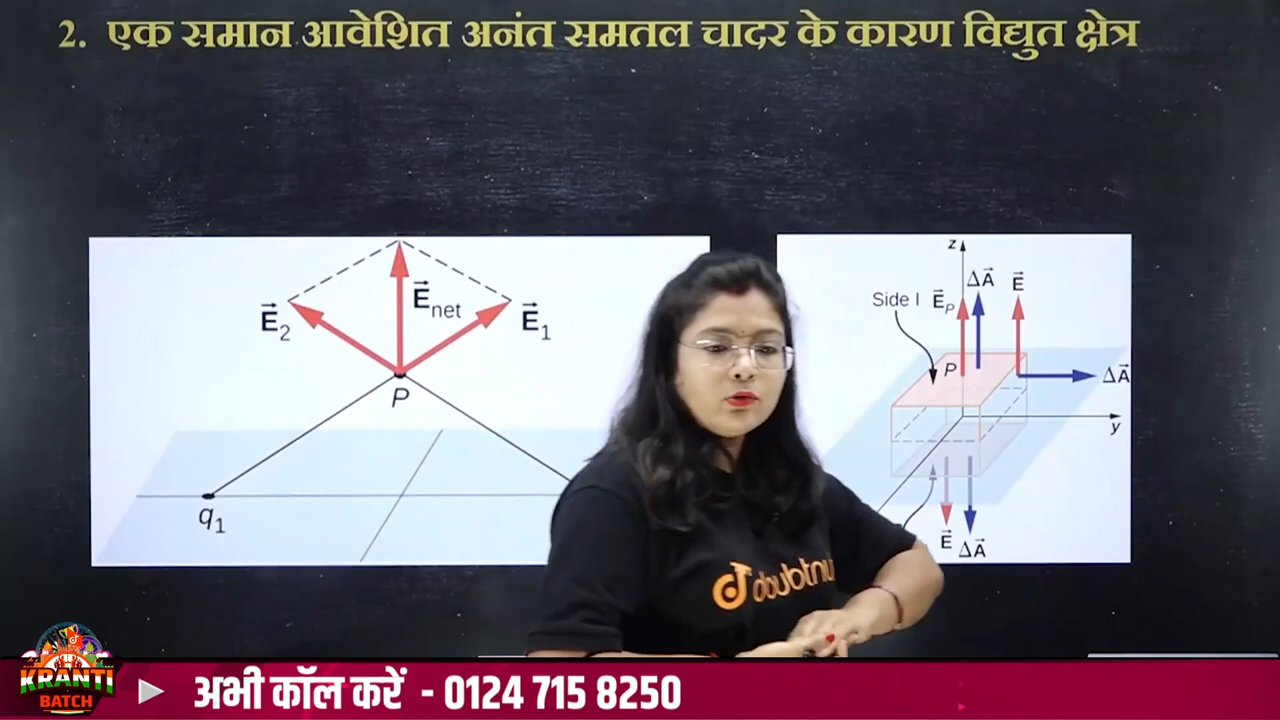 2. एक समान आवेशित अनंत समतल चादर के कारण विद्युत क्षेत्र
E⃗2
E⃗net
E⃗1
P
q1
z
ΔA⃗
E⃗
Side I
E⃗P
P
ΔA⃗
y
E⃗
ΔA⃗
doubtnu
KRANTI
BATCH
अभी कॉल करें - 0124 715 8250